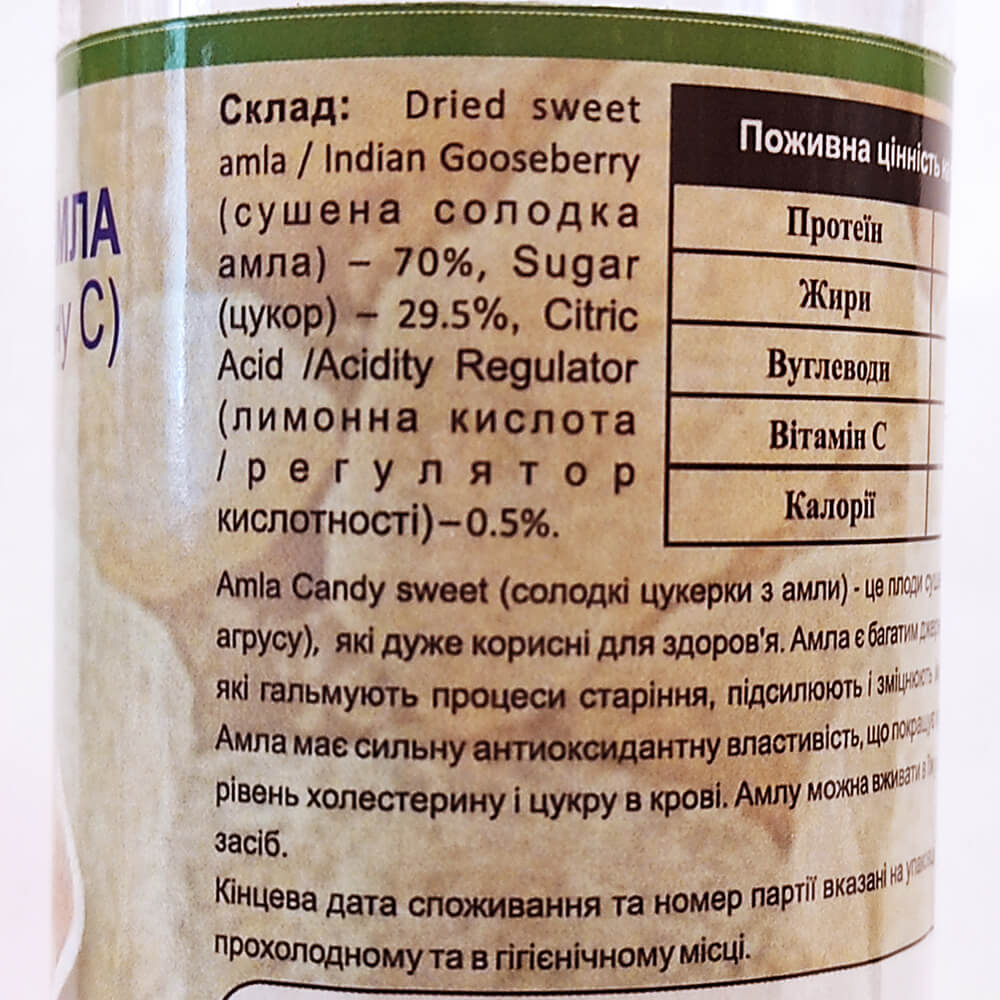 С)
Склад: Dried sweet
amla / Indian Gooseberry
(сушена солодка
амла) – 70%, Sugar
(цукор) – 29.5%, Citric
Acid /Acidity Regulator
(лимонна кислота
/регулятор
кислотності)–0.5%.
Поживна цінність
Протеїн
Жири
Вуглеводи
Вітамін С
Калорії
Amla Candy sweet (солодкі цукерки з амли) - це плоди
агрусу), які дуже корисні для здоров'я. Амла є багатим
які гальмують процеси старіння, підсилюють і зміцнюють
Амла має сильну антиоксидантну властивість, що покращує
рівень холестерину і цукру в крові. Амлу можна вживати в
засіб.
Кінцева дата споживання та номер партії вказані на
прохолодному та в гігієнічному місці.